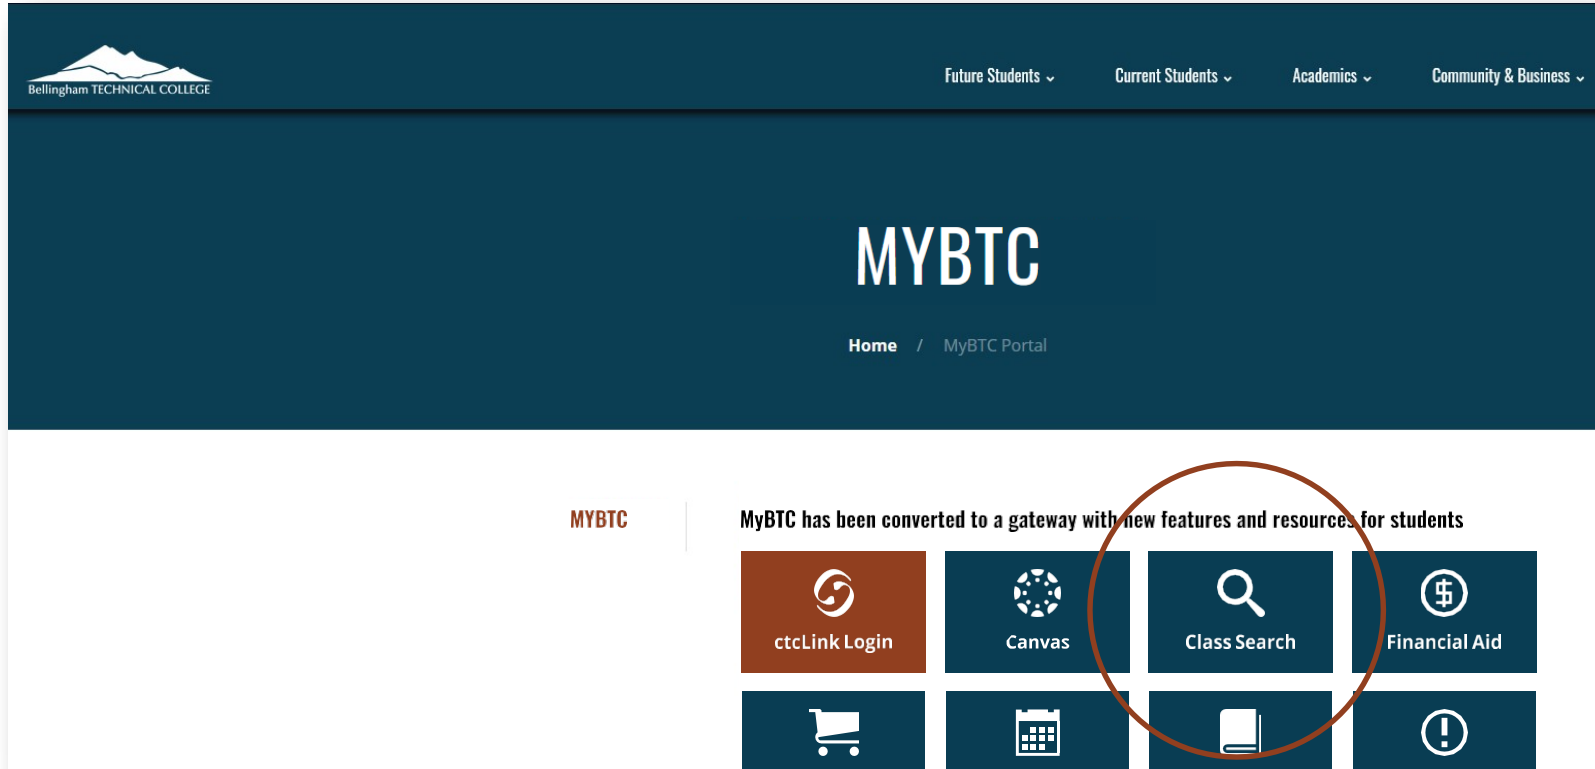 Bellingham TECHNICAL COLLEGE
Future Students
Current Students
Academics
Community & Business
MYBTC
Home / MyBTC Portal
MYBTC
MyBTC has been converted to a gateway with new features and resources for students
ctcLink Login
Canvas
Class Search
Financial Aid